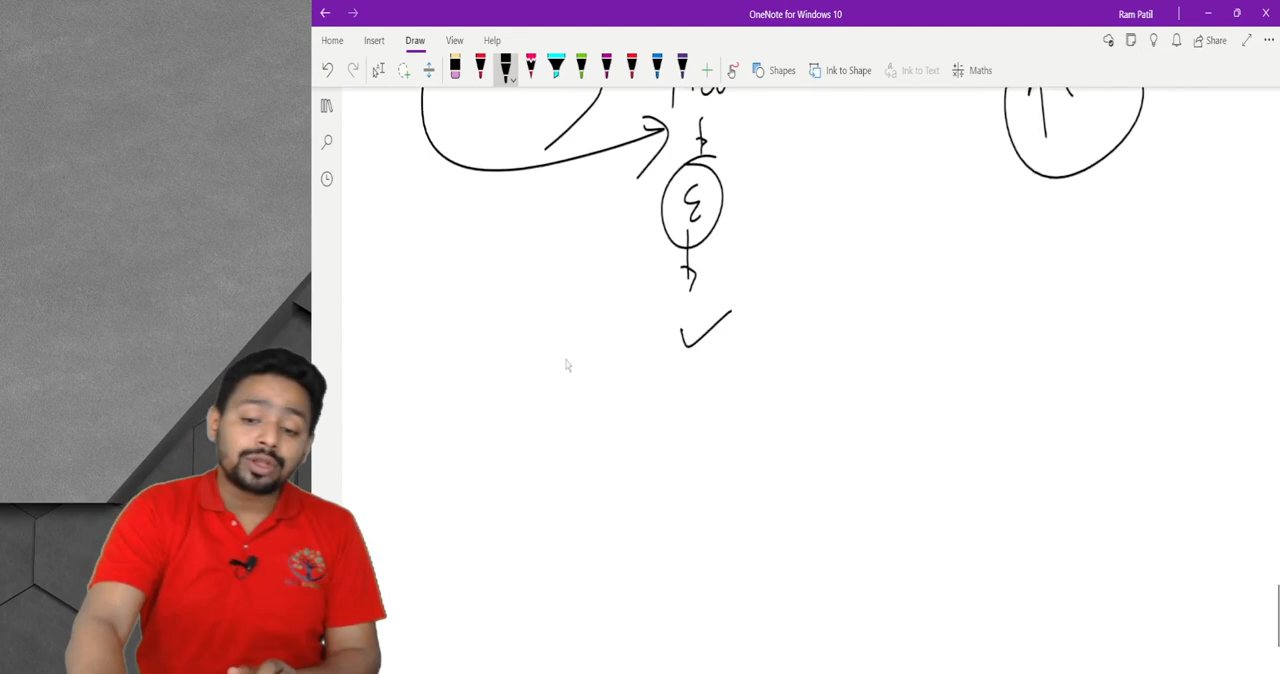 OneNote for Windows 10
Ram Patil
Home Insert Draw View Help
Share
Shapes Ink to Shape Ink to Text Maths